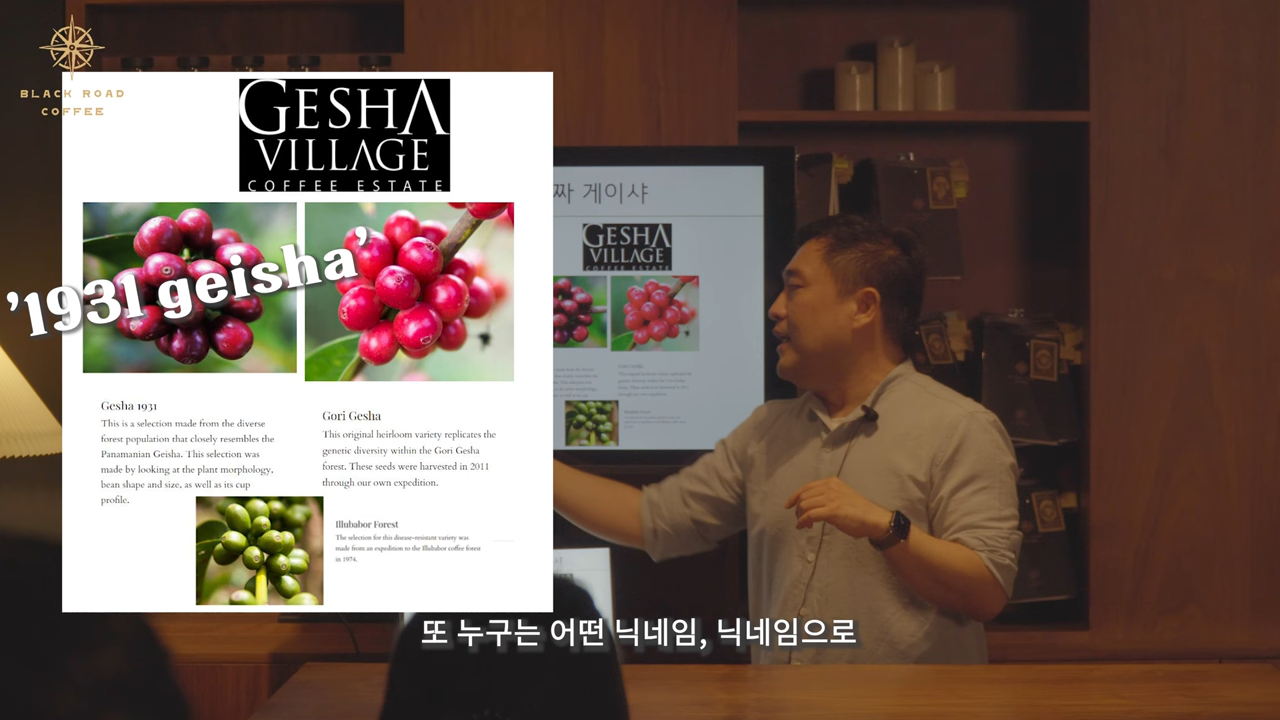 BLACK ROAD
COFFEE
GESHA
VILLAGE
COFFEE ESTATE
'1931 geisha'
Gesha 1931
This is a selection made from the diverse
forest population that closely resembles the
Panamanian Geisha. This selection was
made by looking at the plant morphology,
bean shape and size, as well as its cup
profile.
Gori Gesha
This original heirloom variety replicates the
genetic diversity within the Gori Gesha
forest. These seeds were harvested in 2011
through our own expedition.
Illubabor Forest
The selection for this disease-resistant variety was
made from an expedition to the Illubabor coffee forest
in 1974.
짜 게이샤
GESHA
VILLAGE
COFFEE ESTATE
또 누구는 어떤 닉네임, 닉네임으로